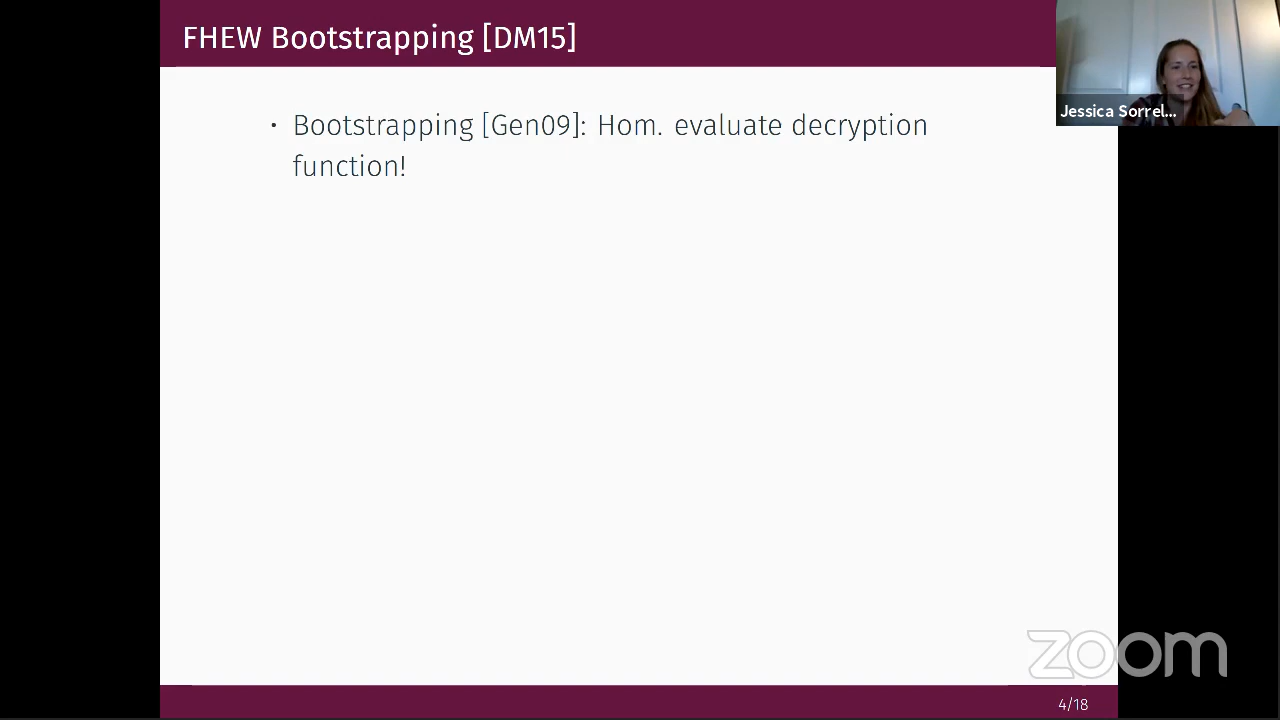 FHEW Bootstrapping [DM15]
Jessica Sorrel...
· Bootstrapping [Gen09]: Hom. evaluate decryption
function!
zoom
4/18